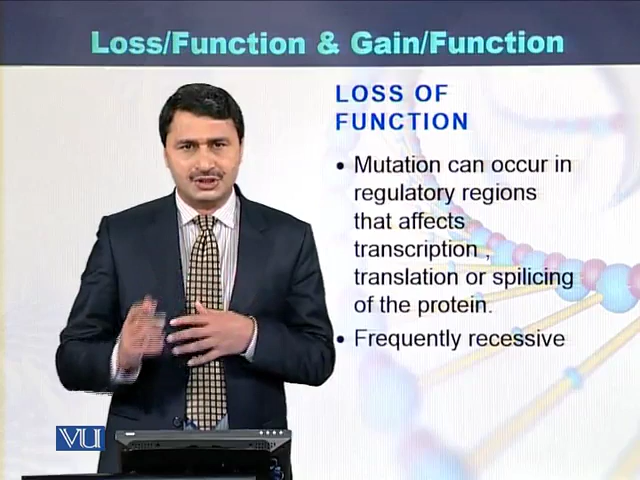 Loss/Function & Gain/Function
LOSS OF
FUNCTION
• Mutation can occur in
regulatory regions
that affects
transcription ,
translation or spilicing
of the protein.
• Frequently recessive
VU